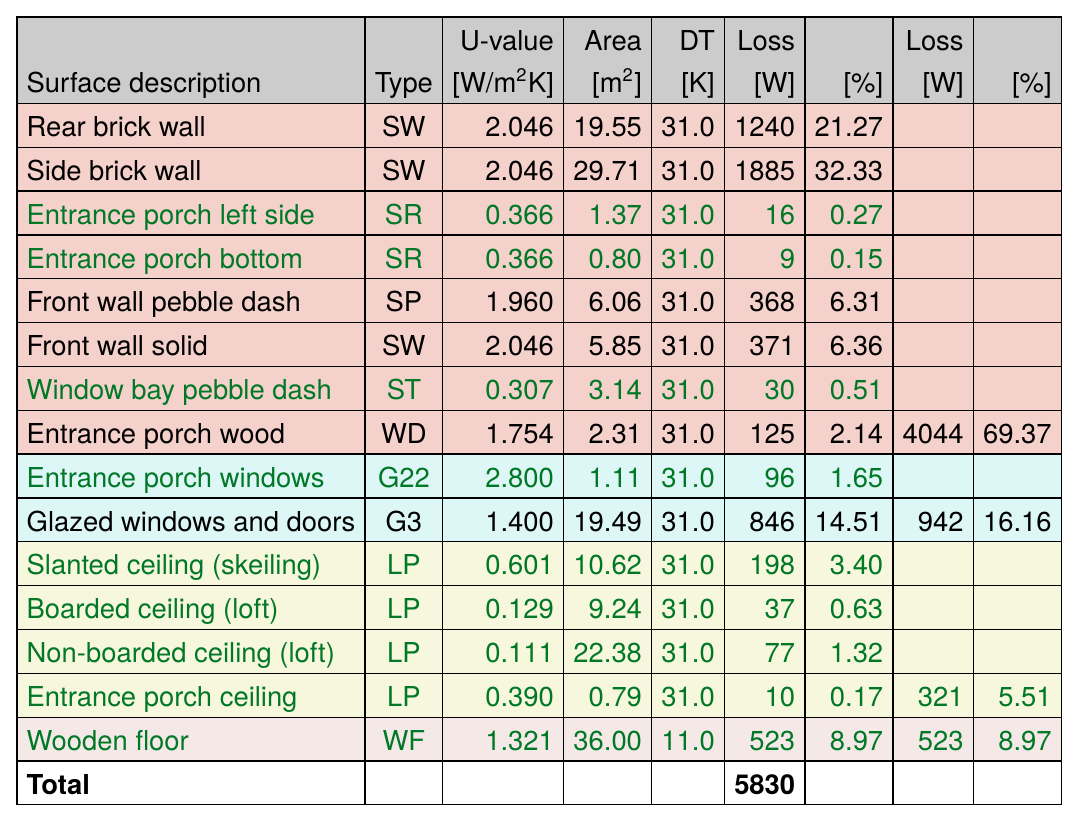 U-value Area DT Loss Loss
Surface description Type [W/m²K] [m²] [K] [W] [%] [W] [%]
Rear brick wall SW 2.046 19.55 31.0 1240 21.27
Side brick wall SW 2.046 29.71 31.0 1885 32.33
Entrance porch left side SR 0.366 1.37 31.0 16 0.27
Entrance porch bottom SR 0.366 0.80 31.0 9 0.15
Front wall pebble dash SP 1.960 6.06 31.0 368 6.31
Front wall solid SW 2.046 5.85 31.0 371 6.36
Window bay pebble dash ST 0.307 3.14 31.0 30 0.51
Entrance porch wood WD 1.754 2.31 31.0 125 2.14 4044 69.37
Entrance porch windows G22 2.800 1.11 31.0 96 1.65
Glazed windows and doors G3 1.400 19.49 31.0 846 14.51 942 16.16
Slanted ceiling (skeiling) LP 0.601 10.62 31.0 198 3.40
Boarded ceiling (loft) LP 0.129 9.24 31.0 37 0.63
Non-boarded ceiling (loft) LP 0.111 22.38 31.0 77 1.32
Entrance porch ceiling LP 0.390 0.79 31.0 10 0.17 321 5.51
Wooden floor WF 1.321 36.00 11.0 523 8.97 523 8.97
Total 5830